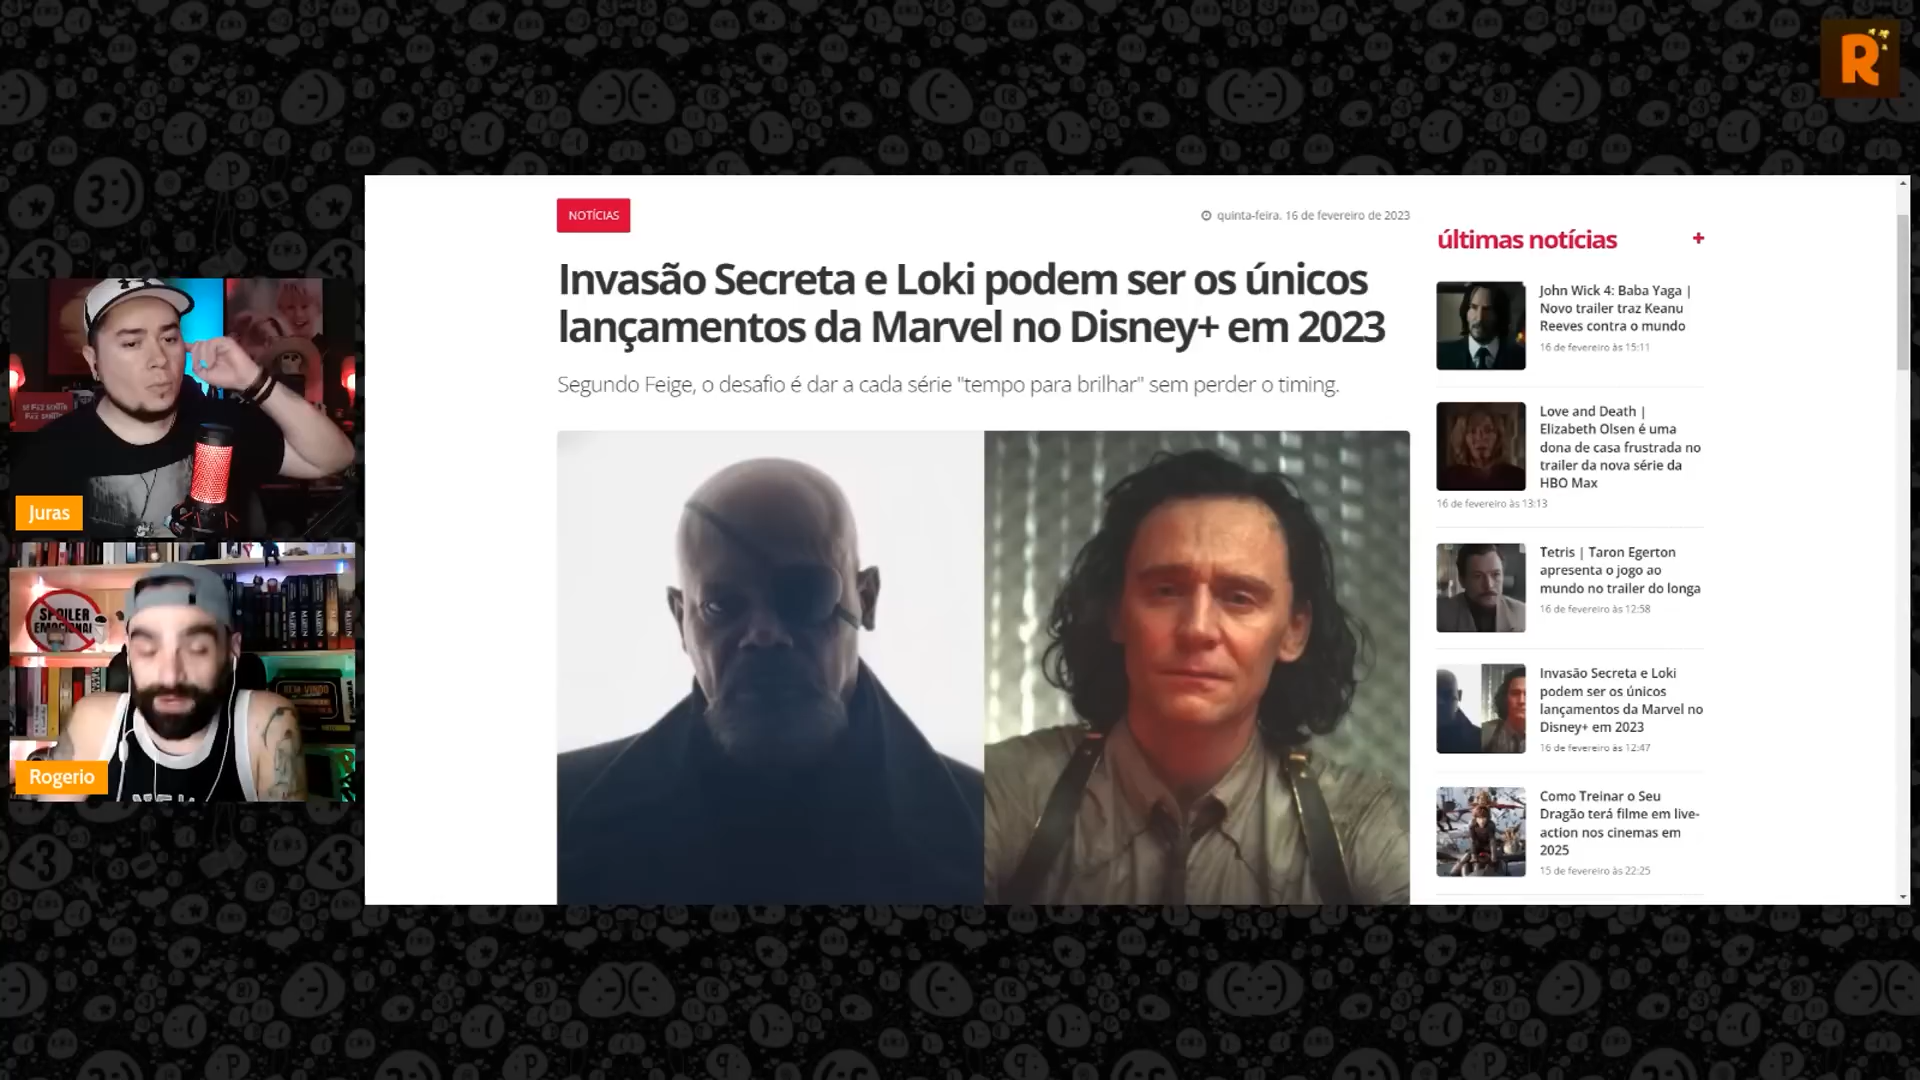 R
NOTÍCIAS
quinta-feira, 16 de fevereiro de 2023
Invasão Secreta e Loki podem ser os únicos
lançamentos da Marvel no Disney+ em 2023
Segundo Feige, o desafio é dar a cada série "tempo para brilhar" sem perder o timing.
últimas notícias +
John Wick 4: Baba Yaga |
Novo trailer traz Keanu
Reeves contra o mundo
16 de fevereiro às 15:11
Love and Death |
Elizabeth Olsen é uma
dona de casa frustrada no
trailer da nova série da
HBO Max
16 de fevereiro às 13:13
Tetris | Taron Egerton
apresenta o jogo ao
mundo no trailer do longa
16 de fevereiro às 12:58
Invasão Secreta e Loki
podem ser os únicos
lançamentos da Marvel no
Disney+ em 2023
16 de fevereiro às 12:47
Como Treinar o Seu
Dragão terá filme em live-
action nos cinemas em
2025
15 de fevereiro às 22:25
Juras
SPOILER
EMOCIONAL
Rogerio